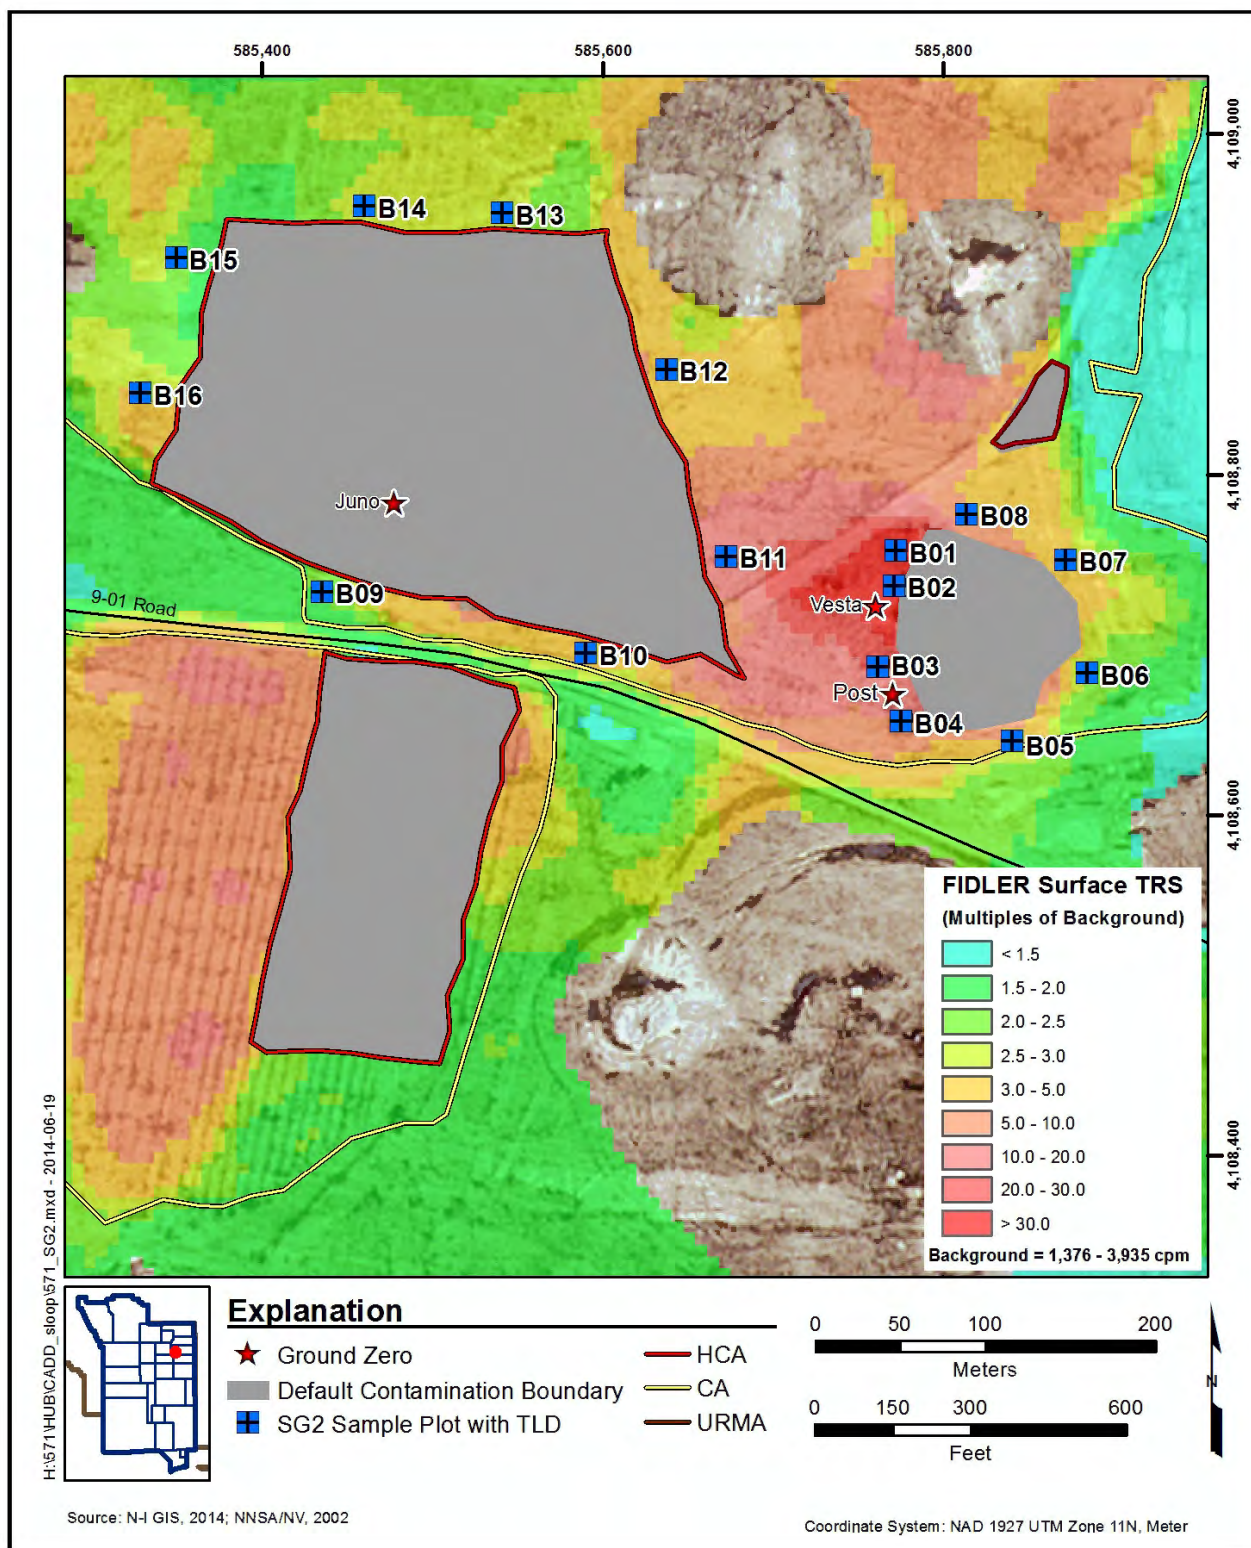 585,400
585,600
585,800
4,109,000
4,108,800
4,108,600
4,108,400
B14
B13
B15
B12
B16
Juno
B08
B01
B11
B07
B02
B09
9-01 Road
Vesta
B10
B03
B06
Post
B04
B05
FIDLER Surface TRS
(Multiples of Background)
< 1.5
1.5 - 2.0
2.0 - 2.5
2.5 - 3.0
3.0 - 5.0
5.0 - 10.0
10.0 - 20.0
20.0 - 30.0
> 30.0
Background = 1,376 - 3,935 cpm
H:\571\HUB\CADD_sloop\571_SG2.mxd - 2014-06-19
Explanation
Ground Zero
Default Contamination Boundary
SG2 Sample Plot with TLD
HCA
CA
URMA
0 50 100 200
Meters
0 150 300 600
Feet
N
Source: N-I GIS, 2014; NNSA/NV, 2002
Coordinate System: NAD 1927 UTM Zone 11N, Meter